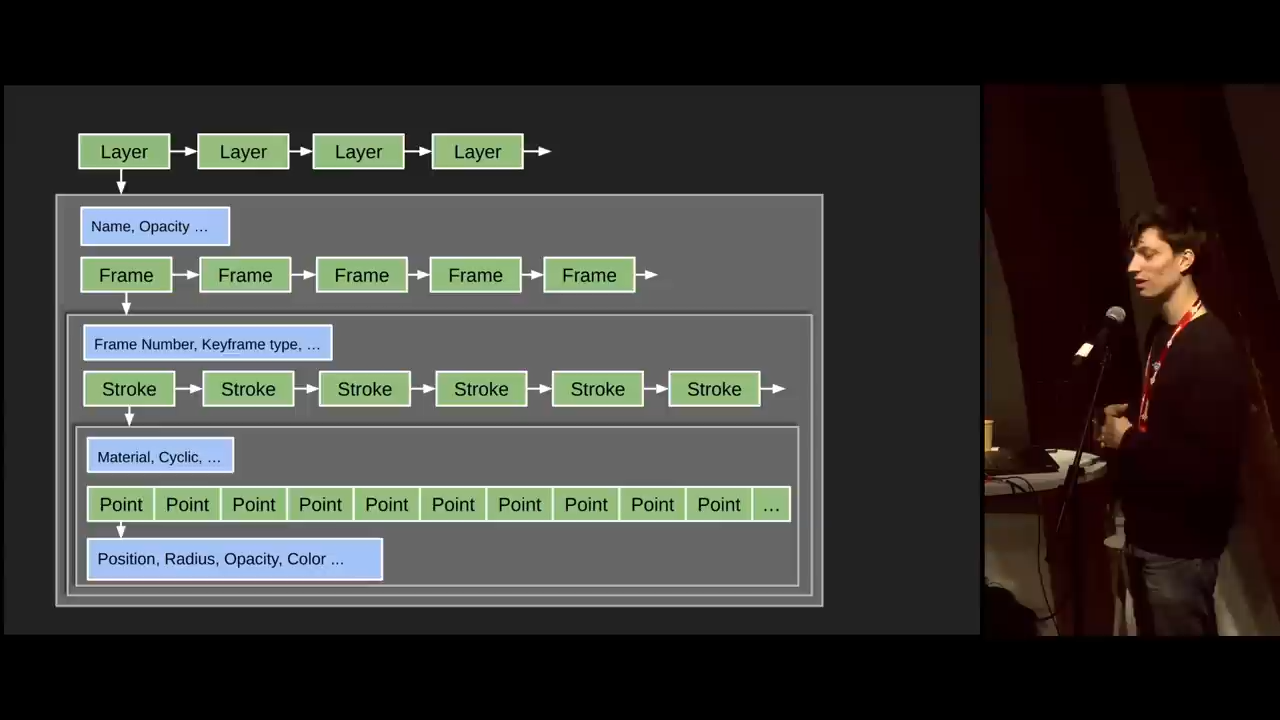 Layer Layer Layer Layer
Name, Opacity ...
Frame Frame Frame Frame Frame
Frame Number, Keyframe type, ...
Stroke Stroke Stroke Stroke Stroke Stroke
Material, Cyclic, ...
Point Point Point Point Point Point Point Point Point Point ...
Position, Radius, Opacity, Color ...